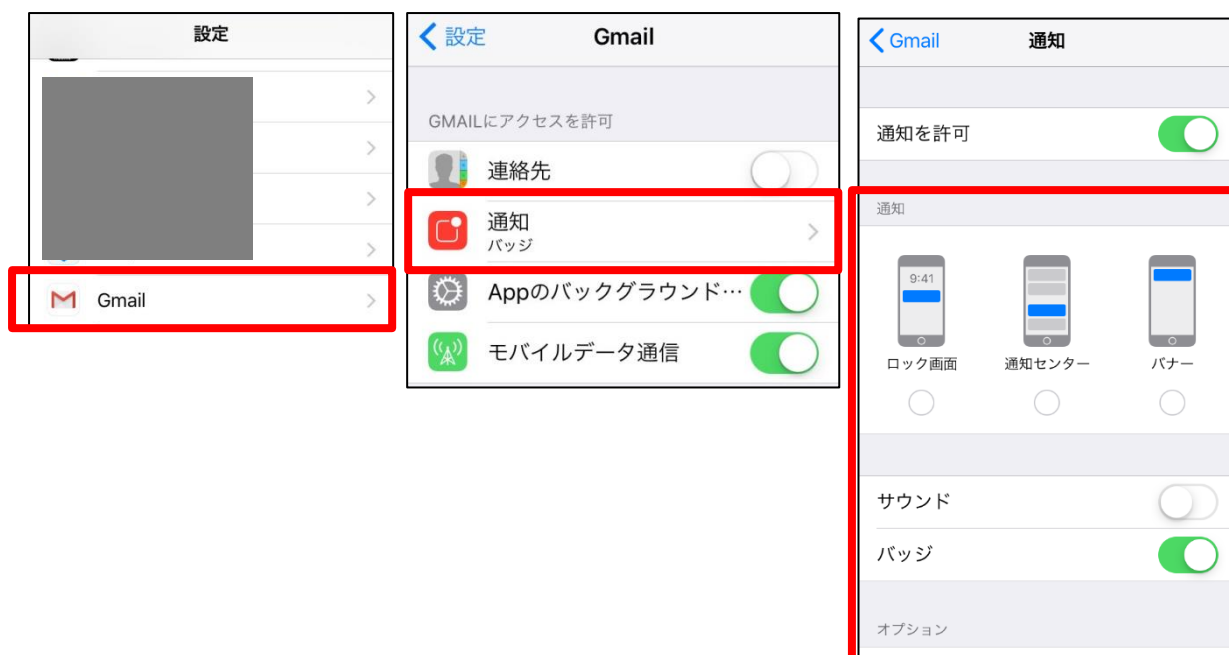 設定
Gmail
設定
Gmail
GMAILにアクセスを許可
連絡先
通知
バッジ
Appのバックグラウンド…
モバイルデータ通信
Gmail
通知
通知を許可
通知
9:41
ロック画面
通知センター
バナー
サウンド
バッジ
オプション